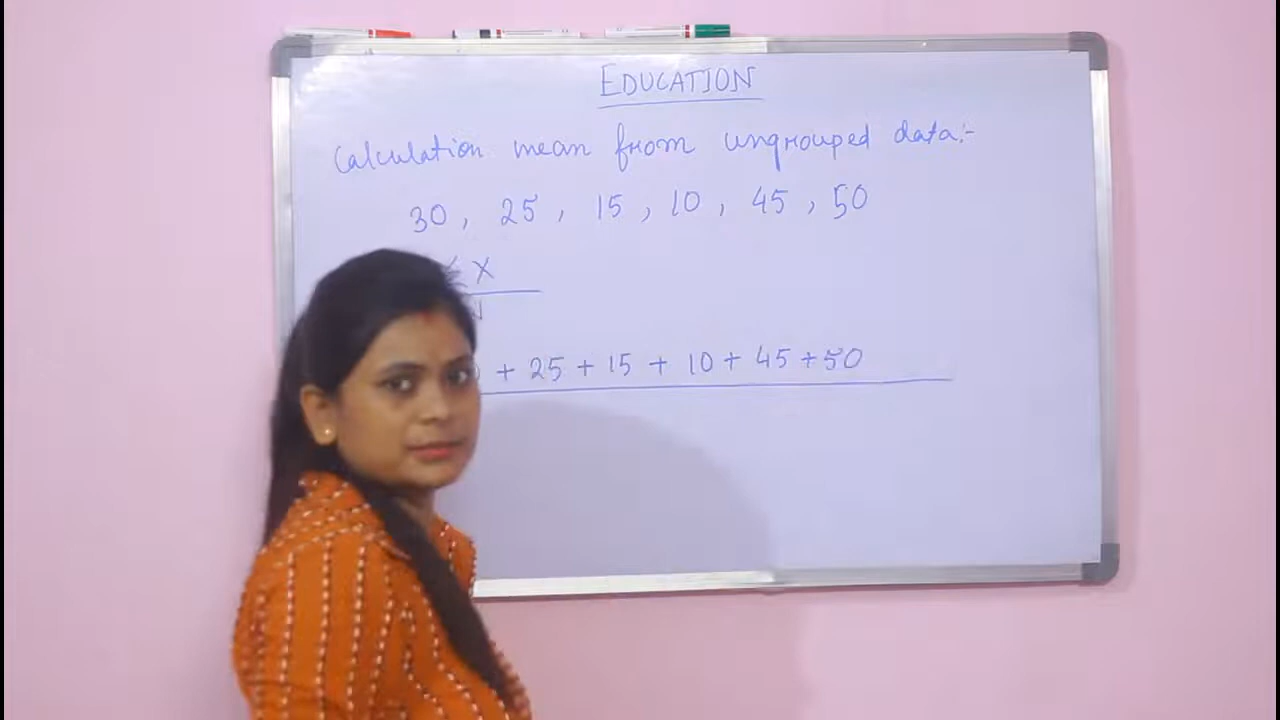 EDUCATION
Calculation mean from ungrouped data:-
30, 25, 15, 10, 45, 50
X
+ 25 + 15 + 10 + 45 + 50